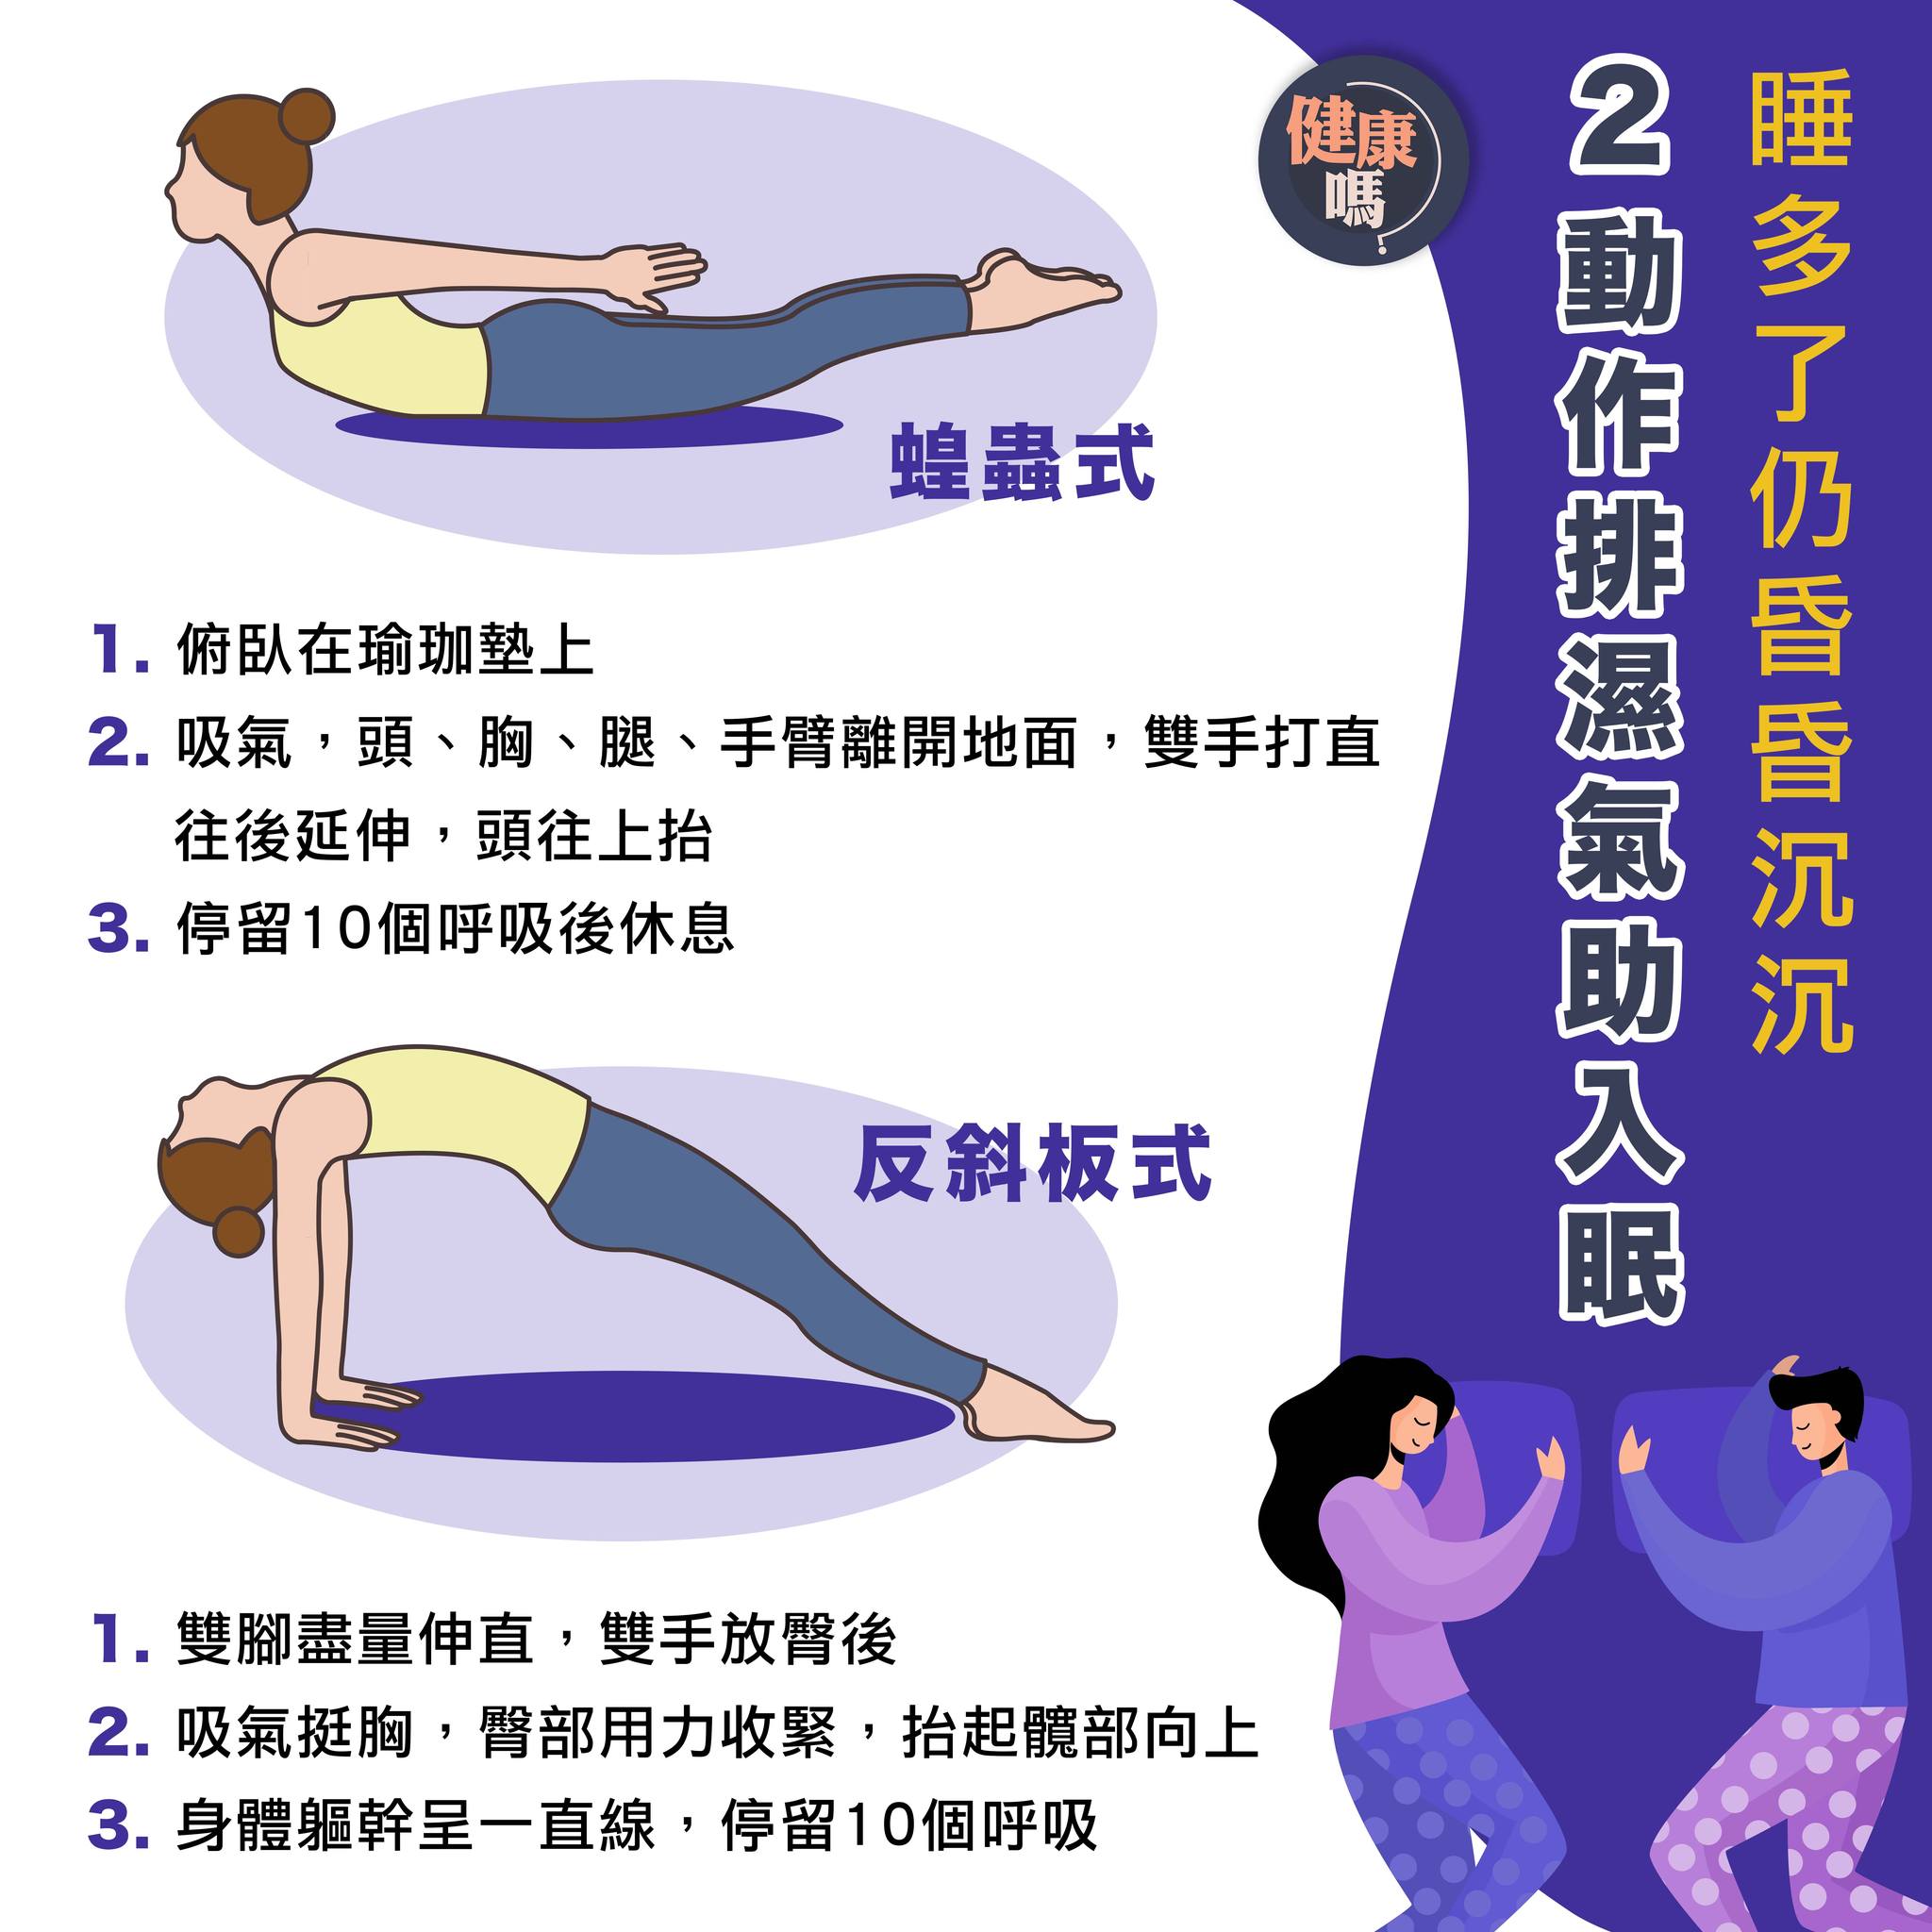 睡多了仍昏昏沉沉
2動作排濕氣助入眠
健康
嗎
蝗蟲式
1. 俯臥在瑜珈墊上
2. 吸氣，頭、胸、腿、手臂離開地面，雙手打直
往後延伸，頭往上抬
3. 停留10個呼吸後休息
反斜板式
1. 雙腳盡量伸直，雙手放臀後
2. 吸氣挺胸，臀部用力收緊，抬起髖部向上
3. 身體軀幹呈一直線，停留10個呼吸